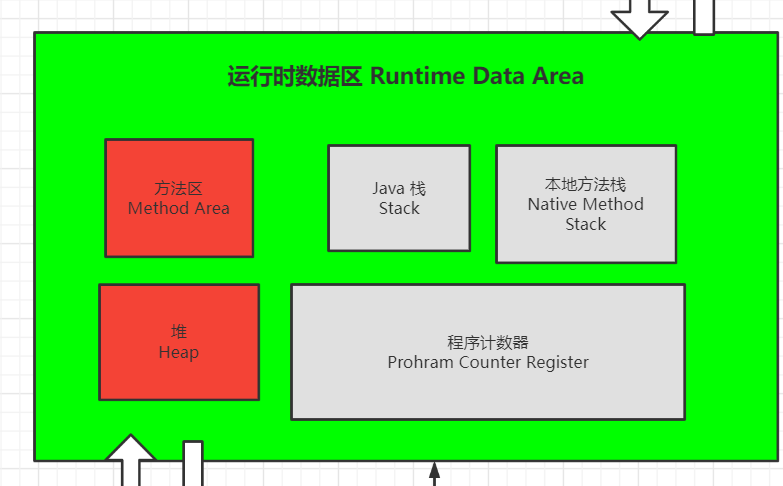 运行时数据区 Runtime Data Area
方法区
Method Area
Java 栈
Stack
本地方法栈
Native Method
Stack
堆
Heap
程序计数器
Prohram Counter Register